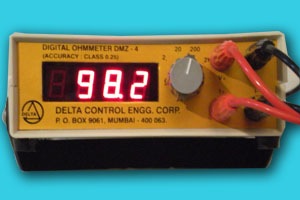 DIGITAL OHMMETER DMZ - 4
(ACCURACY : CLASS 0.25)
20 200
2
98.2
DELTA
DELTA CONTROL ENGG. CORP.
P. O. BOX 9061, MUMBAI - 400 063.